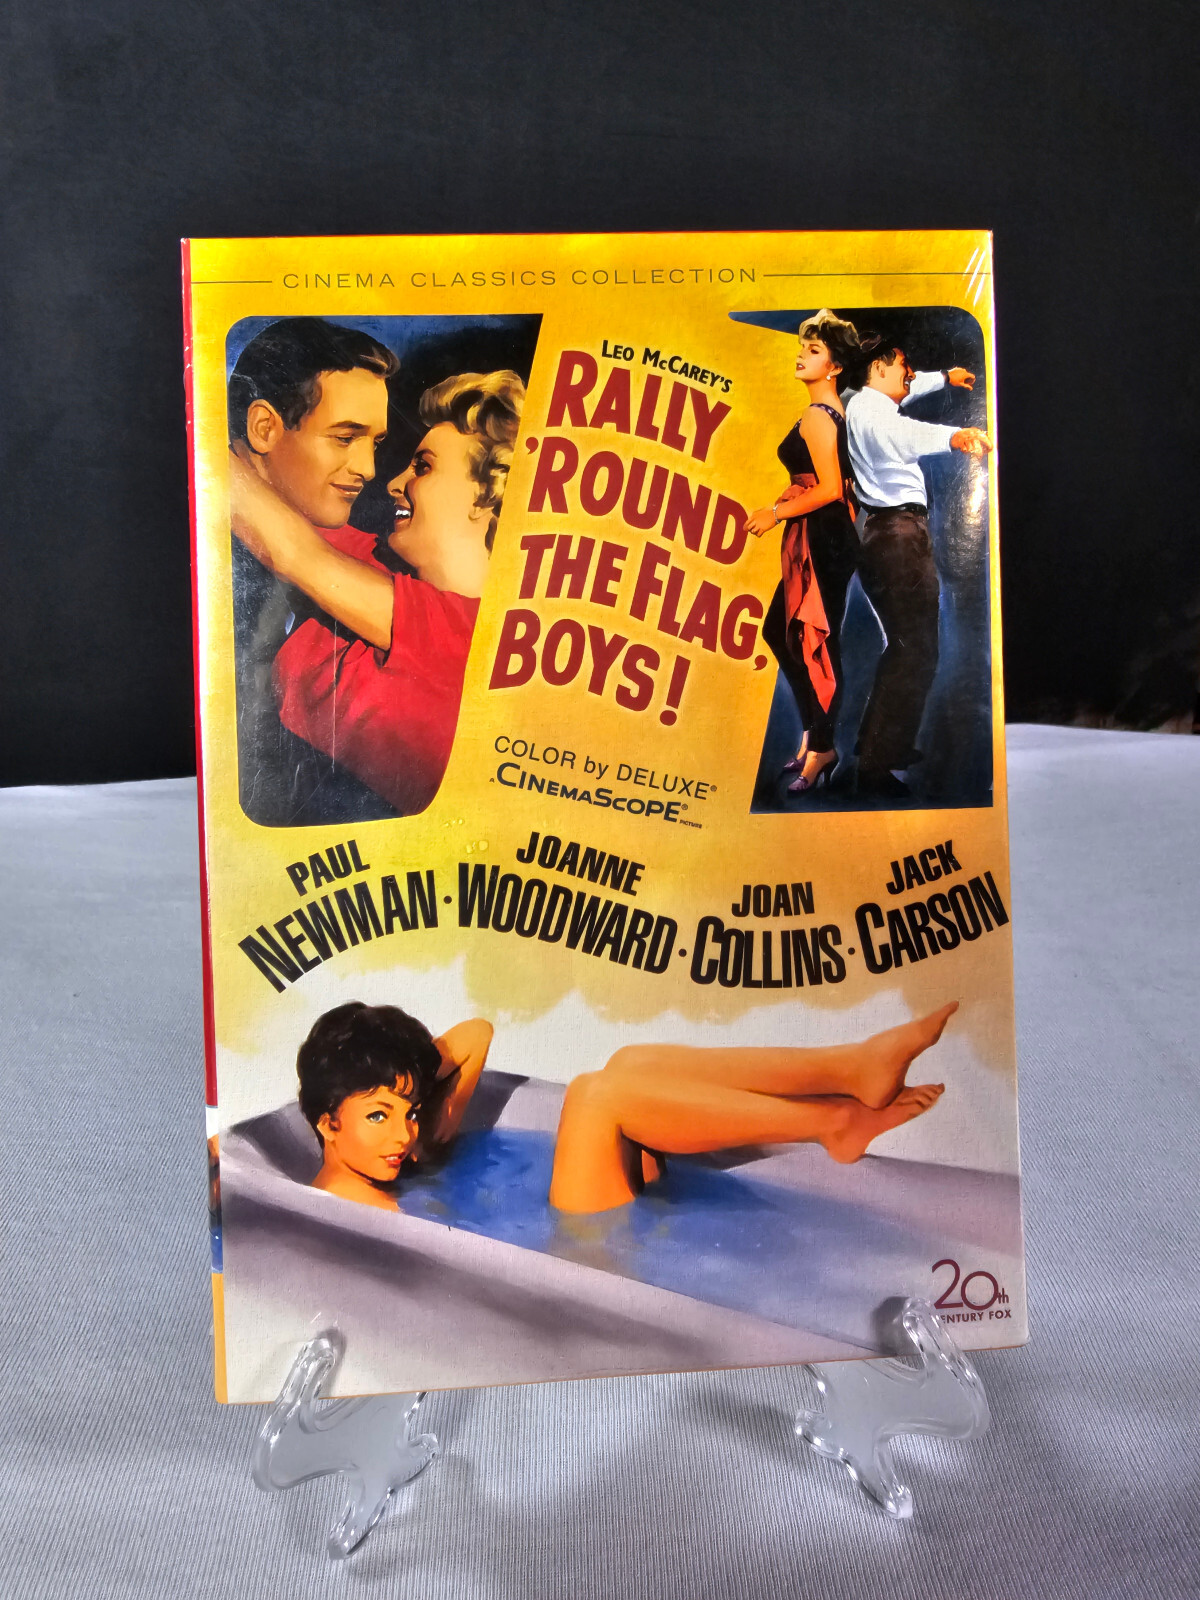 CINEMA CLASSICS COLLECTION
LEO MCCAREY'S
RALLY
'ROUND
THE FLAG,
BOYS!
COLOR by DELUXE®
A CINEMASCOPE® PICTURE
PAUL NEWMAN · JOANNE WOODWARD · JOAN COLLINS · JACK CARSON
20th
CENTURY FOX